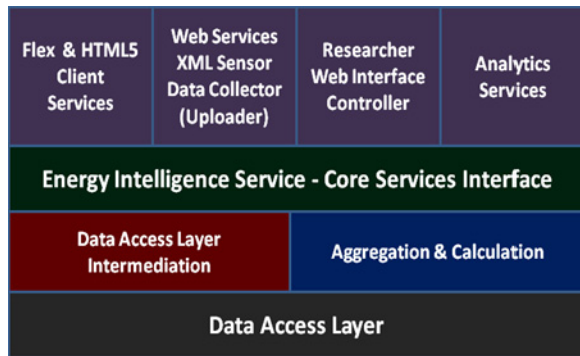 Flex & HTML5
Client
Services
Web Services
XML Sensor
Data Collector
(Uploader)
Researcher
Web Interface
Controller
Analytics
Services
Energy Intelligence Service - Core Services Interface
Data Access Layer
Intermediation
Aggregation & Calculation
Data Access Layer